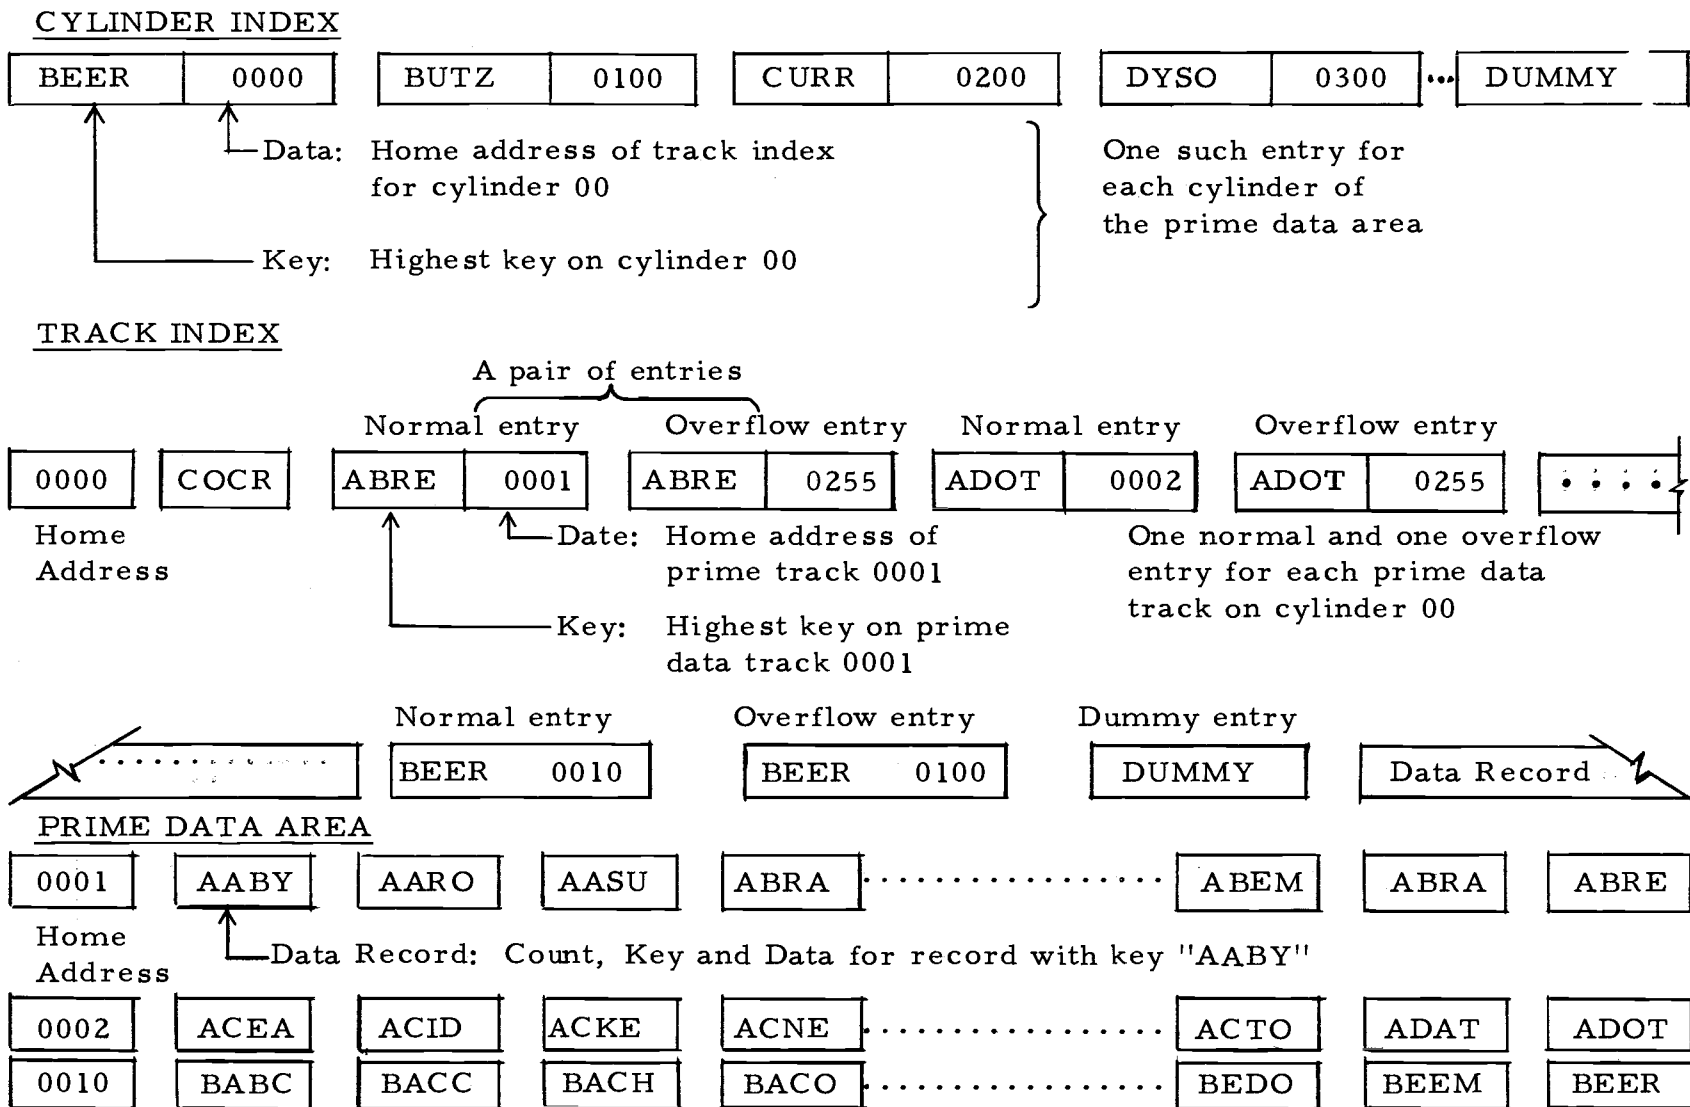 CYLINDER INDEX
BEER 0000 BUTZ 0100 CURR 0200 DYSO 0300 ... DUMMY
Data: Home address of track index
for cylinder 00
Key: Highest key on cylinder 00
One such entry for
each cylinder of
the prime data area
TRACK INDEX
A pair of entries
Normal entry Overflow entry Normal entry Overflow entry
0000 COCR ABRE 0001 ABRE 0255 ADOT 0002 ADOT 0255 ....
Home
Address
Date: Home address of
prime track 0001
Key: Highest key on prime
data track 0001
One normal and one overflow
entry for each prime data
track on cylinder 00
Normal entry Overflow entry Dummy entry
BEER 0010 BEER 0100 DUMMY Data Record
PRIME DATA AREA
0001 AABY AARO AASU ABRA ................. ABEM ABRA ABRE
Home
Address
Data Record: Count, Key and Data for record with key "AABY"
0002 ACEA ACID ACKE ACNE ................. ACTO ADAT ADOT
0010 BABC BACC BACH BACO ................. BEDO BEEM BEER